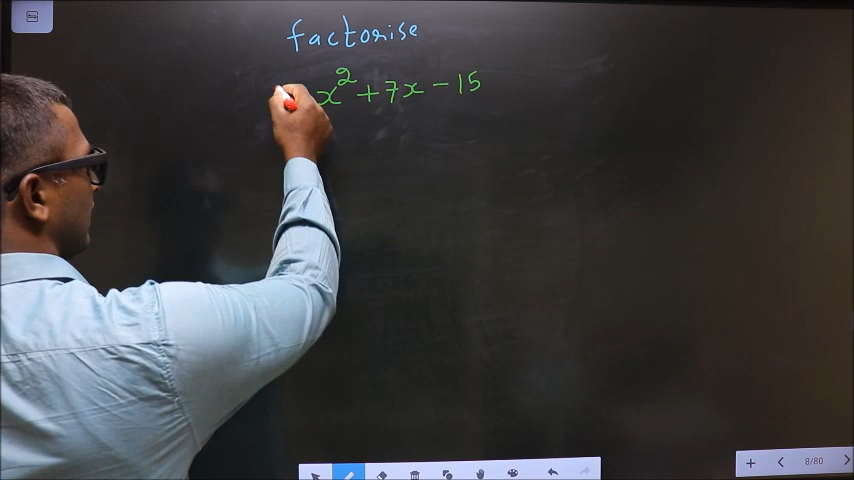 factorise
x² + 7x - 15
8/80